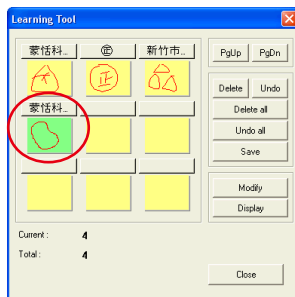 Learning Tool
蒙恬科... ㊣ 新竹市...
PgUp PgDn
Delete Undo
蒙恬科...
Delete all
Undo all
Save
Modify
Display
Current : 4
Total : 4
Close